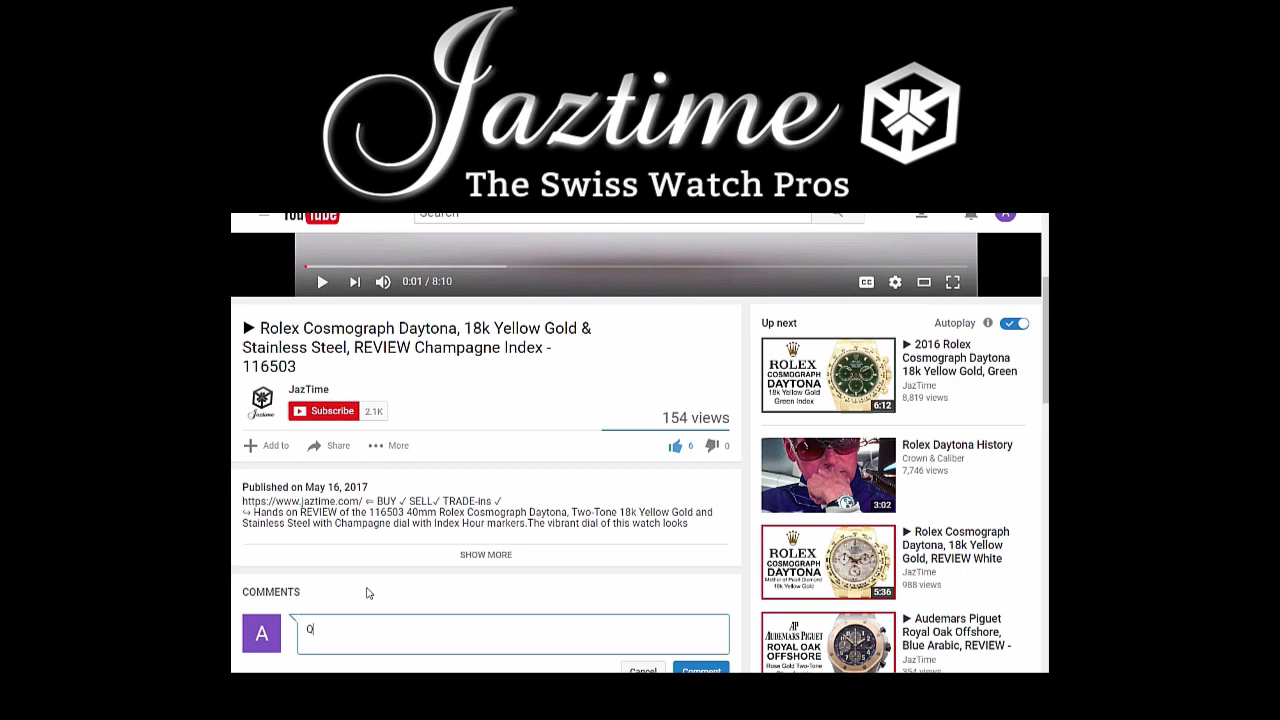 Jaztime
The Swiss Watch Pros
YouTube
Search
0:01 / 8:10
CC
▶ Rolex Cosmograph Daytona, 18k Yellow Gold &
Stainless Steel, REVIEW Champagne Index -
116503
JazTime
Jaztime
Subscribe 2.1K
154 views
Add to Share More
6 0
Published on May 16, 2017
https://www.jaztime.com/ ⇐ BUY ✓ SELL✓ TRADE-ins ✓
↪ Hands on REVIEW of the 116503 40mm Rolex Cosmograph Daytona, Two-Tone 18k Yellow Gold and
Stainless Steel with Champagne dial with Index Hour markers.The vibrant dial of this watch looks
SHOW MORE
COMMENTS
A
Q
Cancel Comment
Up next Autoplay
ROLEX
COSMOGRAPH
DAYTONA
18k Yellow Gold
Green Index
6:12
▶ 2016 Rolex
Cosmograph Daytona
18k Yellow Gold, Green
JazTime
8,819 views
3:02
Rolex Daytona History
Crown & Caliber
7,746 views
ROLEX
COSMOGRAPH
DAYTONA
Mother of Pearl Diamond
18k Yellow Gold
5:36
▶ Rolex Cosmograph
Daytona, 18k Yellow
Gold, REVIEW White
JazTime
988 views
AP
AUDEMARS PIGUET
ROYAL OAK
OFFSHORE
Rose Gold Two-Tone
▶ Audemars Piguet
Royal Oak Offshore,
Blue Arabic, REVIEW -
JazTime
354 views